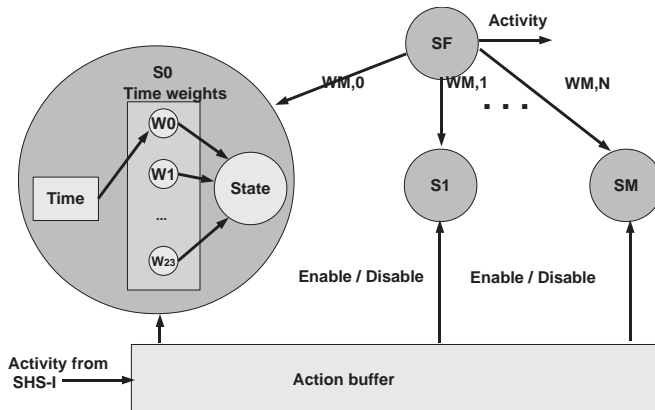 SF
Activity
S0
Time weights
WM,0
WM,1
WM,N
. . .
W0
W1
...
W23
Time
State
S1
SM
Enable / Disable
Enable / Disable
Activity from
SHS-I
Action buffer